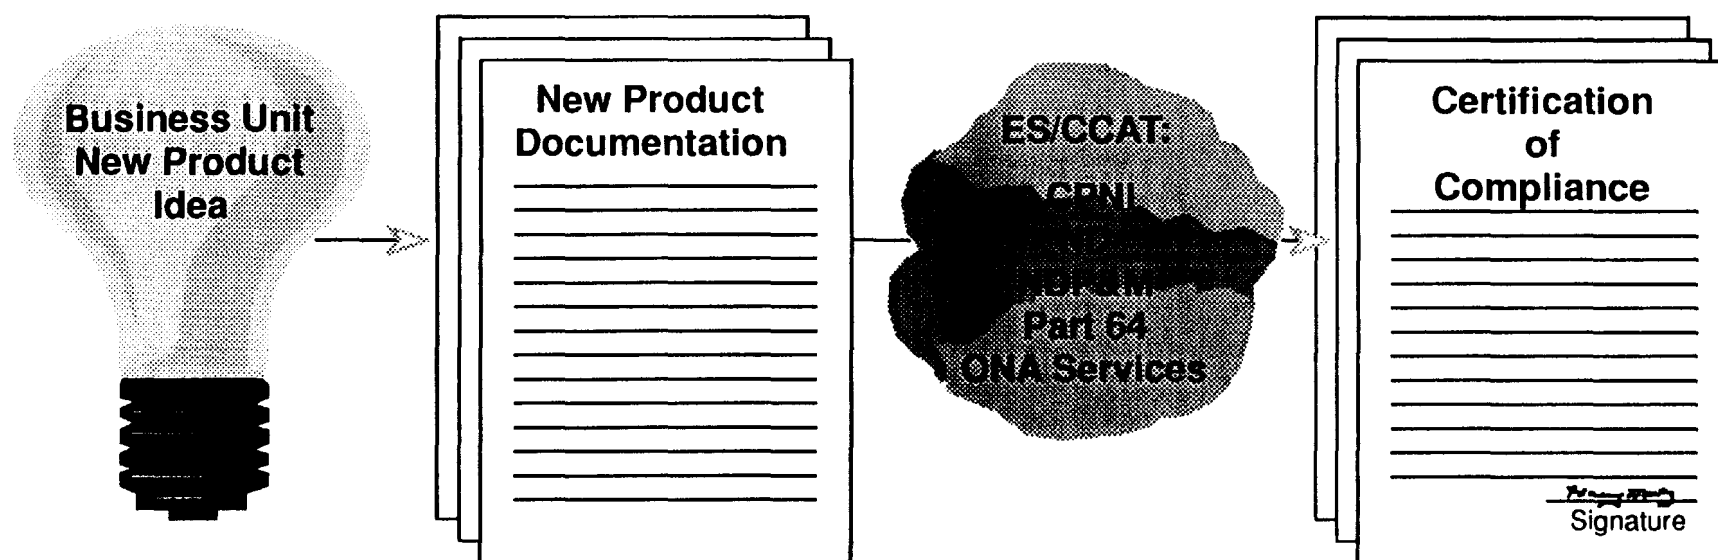 Business Unit
New Product
Idea
New Product
Documentation
ES/CCAT:
CPNI
Part 64
ONA Services
Certification
of
Compliance
Signature